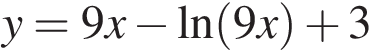 y = 9x − ln(9x) + 3